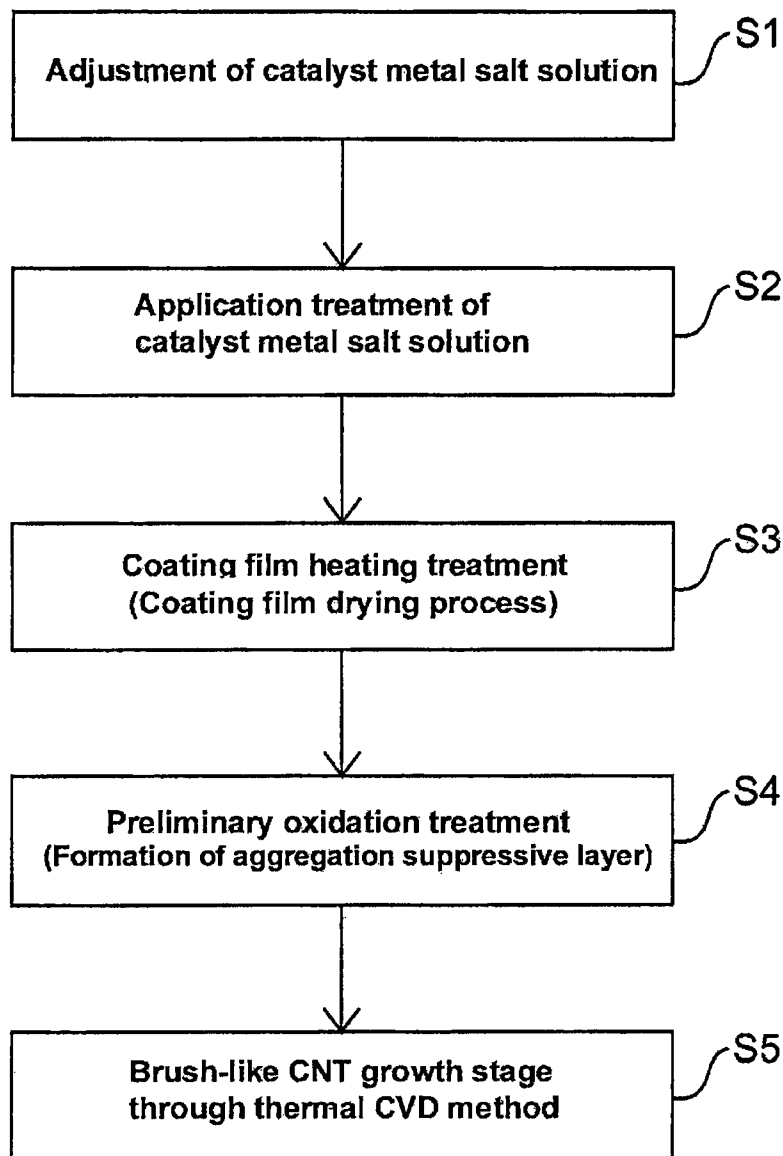 S1
Adjustment of catalyst metal salt solution
S2
Application treatment of
catalyst metal salt solution
S3
Coating film heating treatment
(Coating film drying process)
S4
Preliminary oxidation treatment
(Formation of aggregation suppressive layer)
S5
Brush-like CNT growth stage
through thermal CVD method